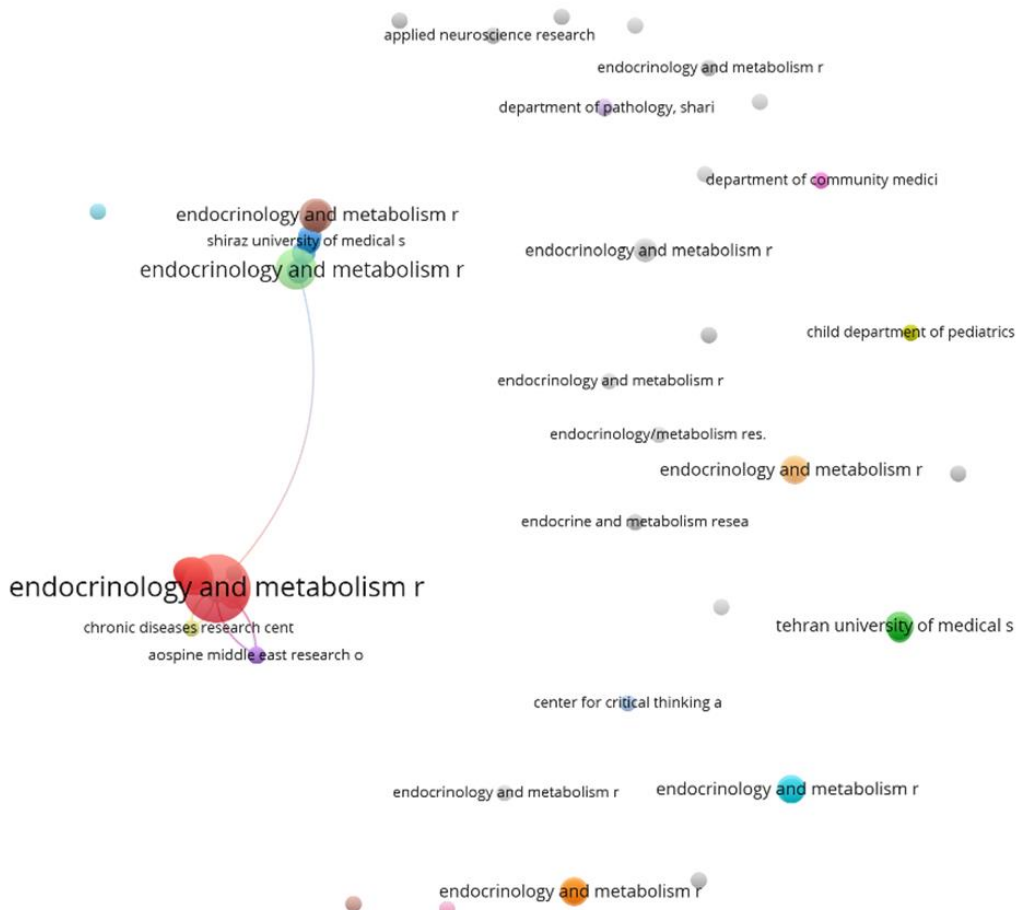 applied neuroscience research
endocrinology and metabolism r
department of pathology, shari
department of community medici
endocrinology and metabolism r
shiraz university of medical s
endocrinology and metabolism r
endocrinology and metabolism r
child department of pediatrics
endocrinology and metabolism r
endocrinology/metabolism res.
endocrinology and metabolism r
endocrine and metabolism resea
endocrinology and metabolism r
chronic diseases research cent
tehran university of medical s
aospine middle east research o
center for critical thinking a
endocrinology and metabolism r
endocrinology and metabolism r
endocrinology and metabolism r